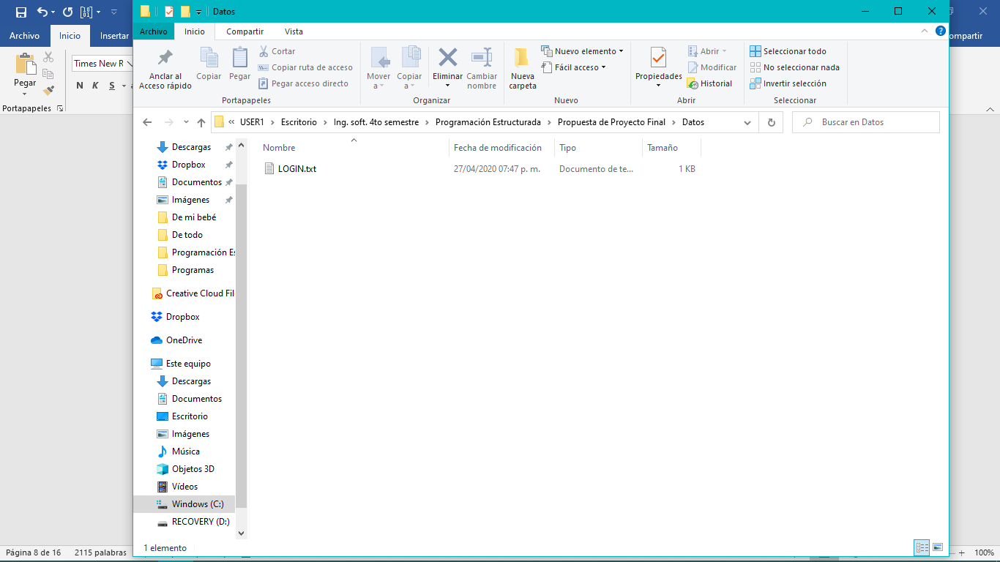 Datos
Archivo Inicio Insertar
Archivo Inicio Compartir Vista
ompartir
Times New R
Pegar
N K S
Portapapeles
Anclar al
Acceso rápido
Copiar
Pegar
Cortar
Copiar ruta de acceso
Pegar acceso directo
Portapapeles
Mover
a
Copiar
a
Eliminar
Cambiar
nombre
Organizar
Nueva
carpeta
Nuevo elemento
Fácil acceso
Nuevo
Propiedades
Abrir
Modificar
Historial
Abrir
Seleccionar todo
No seleccionar nada
Invertir selección
Seleccionar
« USER1 > Escritorio > Ing. soft. 4to semestre > Programación Estructurada > Propuesta de Proyecto Final > Datos
Buscar en Datos
Nombre Fecha de modificación Tipo Tamaño
LOGIN.txt 27/04/2020 07:47 p. m. Documento de te... 1 KB
Descargas
Dropbox
Documentos
Imágenes
De mi bebé
De todo
Programación Es
Programas
Creative Cloud Fil
Dropbox
OneDrive
Este equipo
Descargas
Documentos
Escritorio
Imágenes
Música
Objetos 3D
Vídeos
Windows (C:)
RECOVERY (D:)
1 elemento
Página 8 de 16 2115 palabras
100%